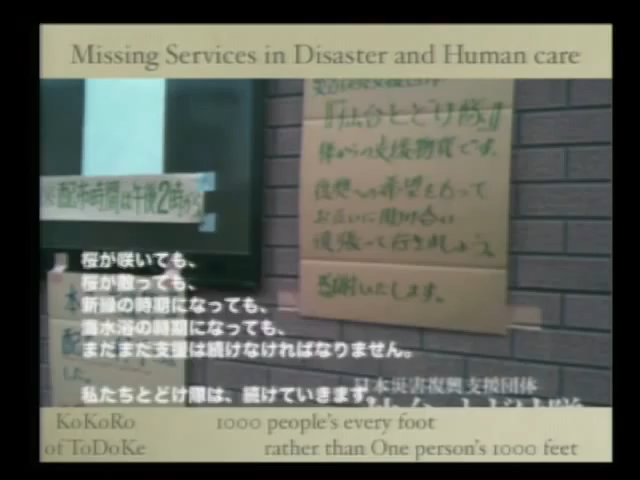 Missing Services in Disaster and Human care
『仙台とどけ隊』
様からの支援物資です。
復興への希望をもって
お互いに助け合い
頑張って行きましょう。
感謝いたします。
配布時間は午後2時から
桜が咲いても、
桜が散っても、
新緑の時期になっても、
海水浴の時期になっても、
まだまだ支援は続けなければなりません。
私たちとどけ隊は、続けていきます。
日本災害復興支援団体
KoKoRo
of ToDoKe
1000 people's every foot
rather than One person's 1000 feet